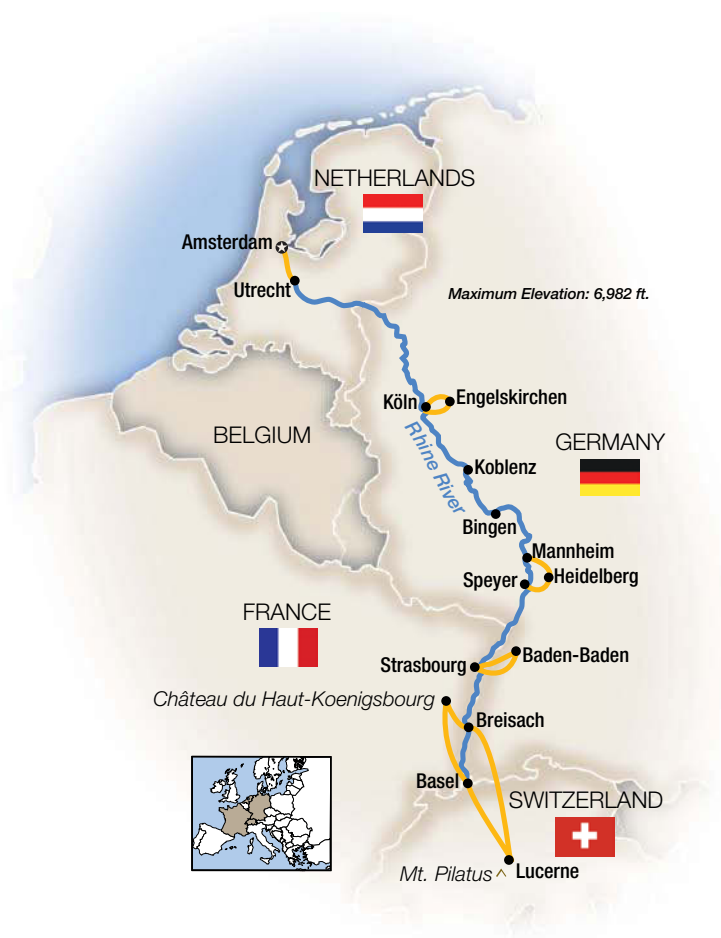 NETHERLANDS
Amsterdam
Utrecht
Maximum Elevation: 6,982 ft.
Köln
Engelskirchen
BELGIUM
Rhine River
GERMANY
Koblenz
Bingen
Mannheim
Speyer
Heidelberg
FRANCE
Strasbourg
Baden-Baden
Château du Haut-Koenigsbourg
Breisach
Basel
SWITZERLAND
Mt. Pilatus
Lucerne